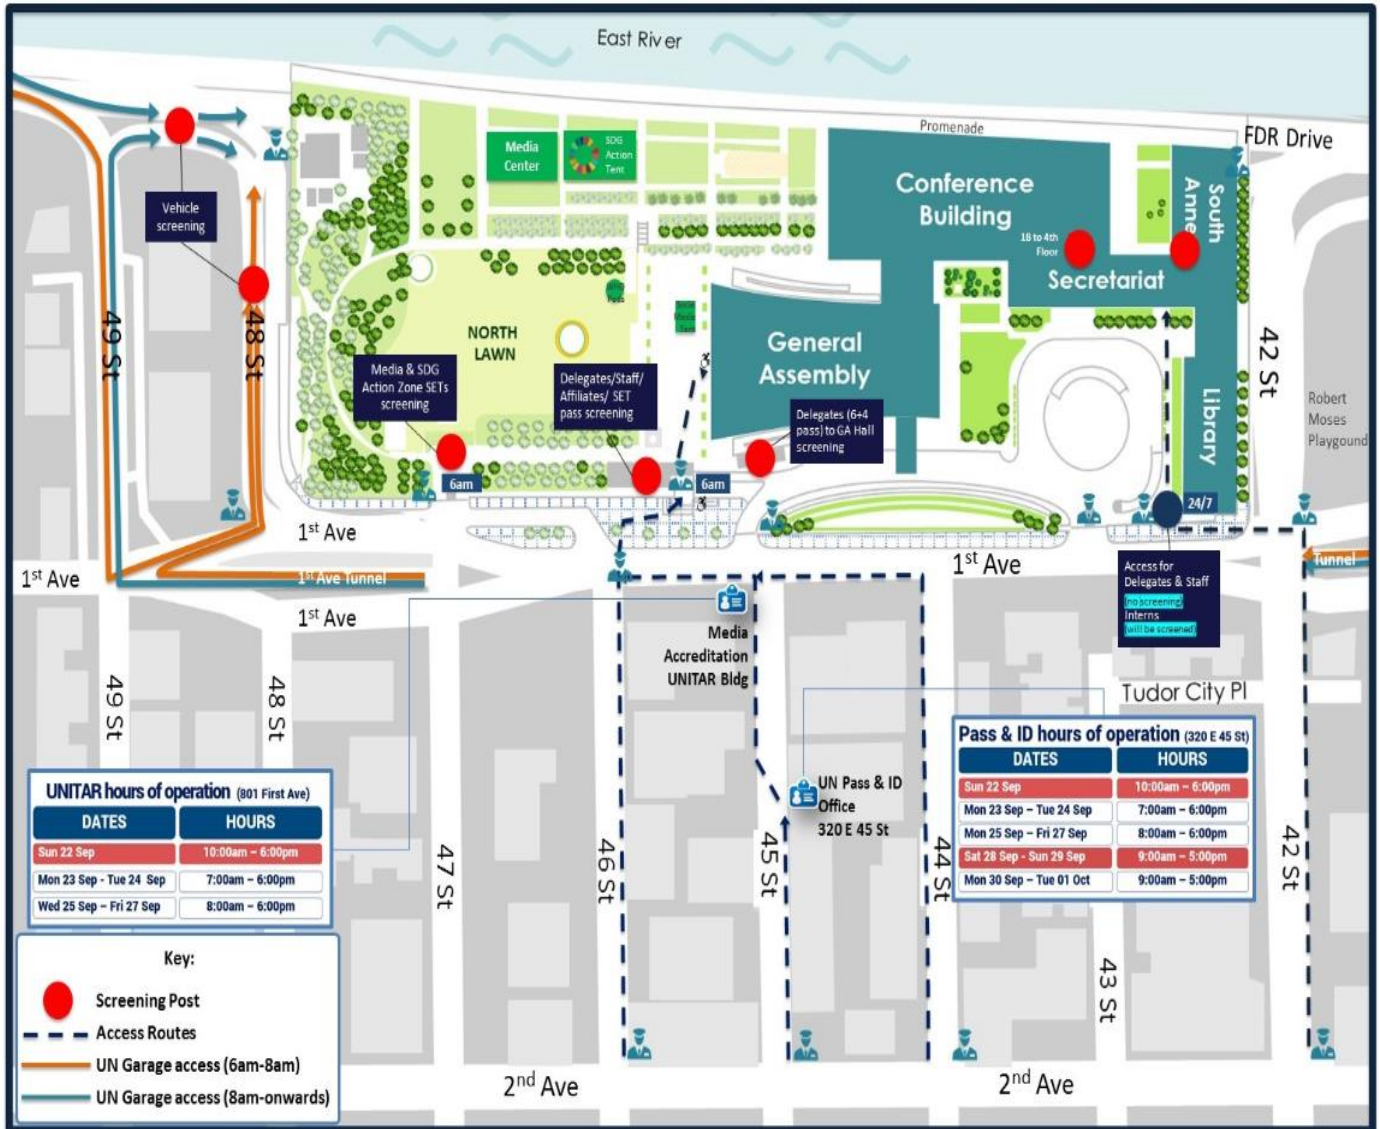 East River
Promenade
FDR Drive
Media
Center
SDG
Action
Tent
Conference
Building
South
Anne
18 to 4th
Floor
Secretariat
Vehicle
screening
49 St
48 St
42 St
NORTH
LAWN
General
Assembly
Library
Robert
Moses
Playgound
Media & SDG
Action Zone SETs
screening
Delegates/Staff/
Affiliates/ SET
pass screening
Delegates (6+4
pass) to GA Hall
screening
6am
6am
24/7
1st Ave
1st Ave
1st Ave Tunnel
1st Ave
1st Ave
Tunnel
Access for
Delegates & Staff
(no screening)
Interns
(will be screened)
Media
Accreditation
UNITAR Bldg
Tudor City Pl
49 St
48 St
47 St
46 St
45 St
44 St
43 St
42 St
UN Pass & ID
Office
320 E 45 St
Pass & ID hours of operation (320 E 45 St)
DATES HOURS
Sun 22 Sep 10:00am – 6:00pm
Mon 23 Sep – Tue 24 Sep 7:00am – 6:00pm
Mon 25 Sep – Fri 27 Sep 8:00am – 6:00pm
Sat 28 Sep - Sun 29 Sep 9:00am – 5:00pm
Mon 30 Sep – Tue 01 Oct 9:00am – 5:00pm
UNITAR hours of operation (801 First Ave)
DATES HOURS
Sun 22 Sep 10:00am – 6:00pm
Mon 23 Sep - Tue 24 Sep 7:00am – 6:00pm
Wed 25 Sep – Fri 27 Sep 8:00am – 6:00pm
Key:
Screening Post
Access Routes
UN Garage access (6am-8am)
UN Garage access (8am-onwards)
2nd Ave
2nd Ave